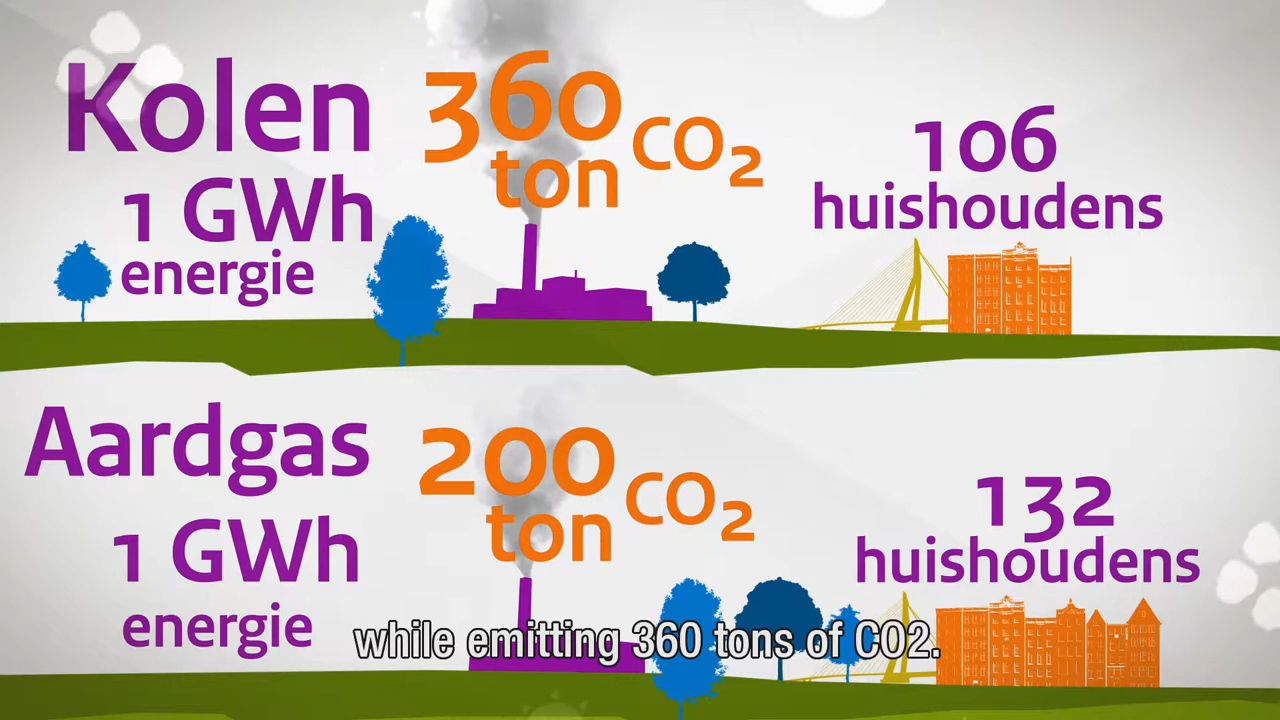 Kolen
1 GWh
energie
360
ton CO2
106
huishoudens
Aardgas
1 GWh
energie
200
ton CO2
132
huishoudens
while emitting 360 tons of CO2.